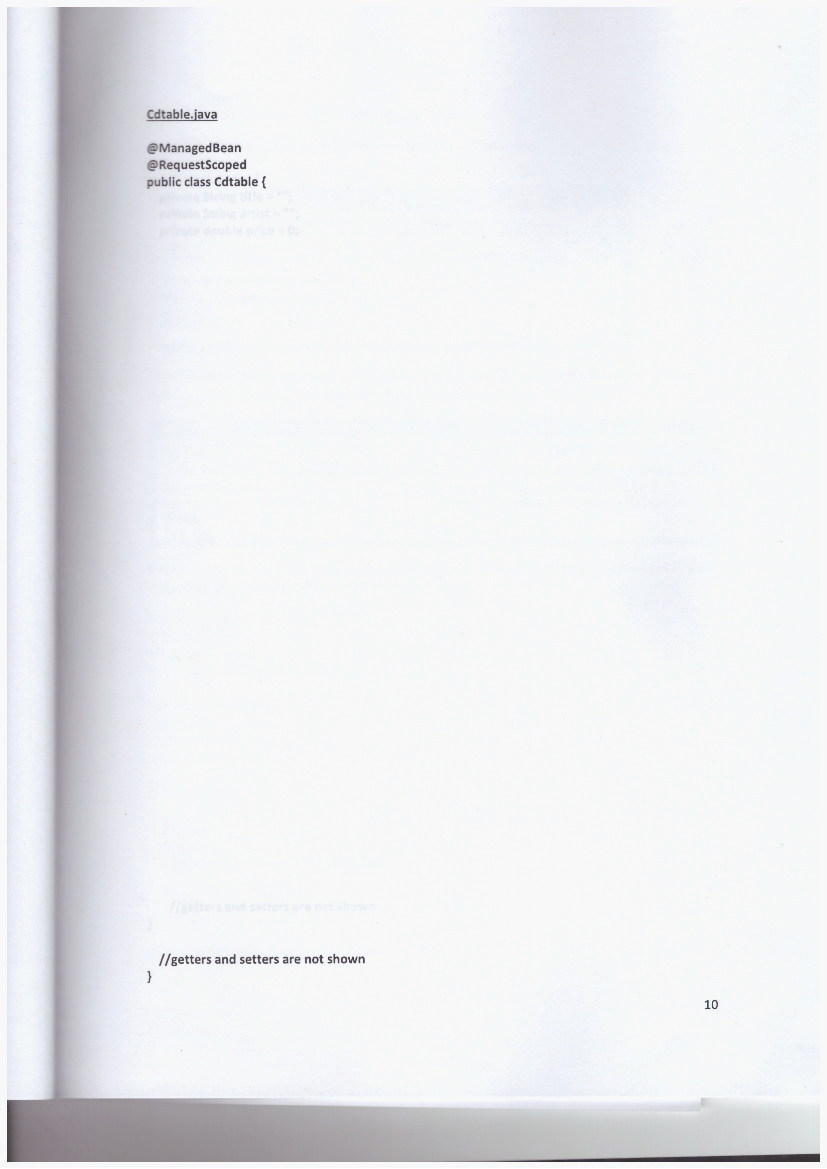 Cdtable.java
@ManagedBean
@RequestScoped
public class Cdtable {
private String title = "";
private String artist = "";
private double price = 0;
//getters and setters are not shown
}
//getters and setters are not shown
}
10